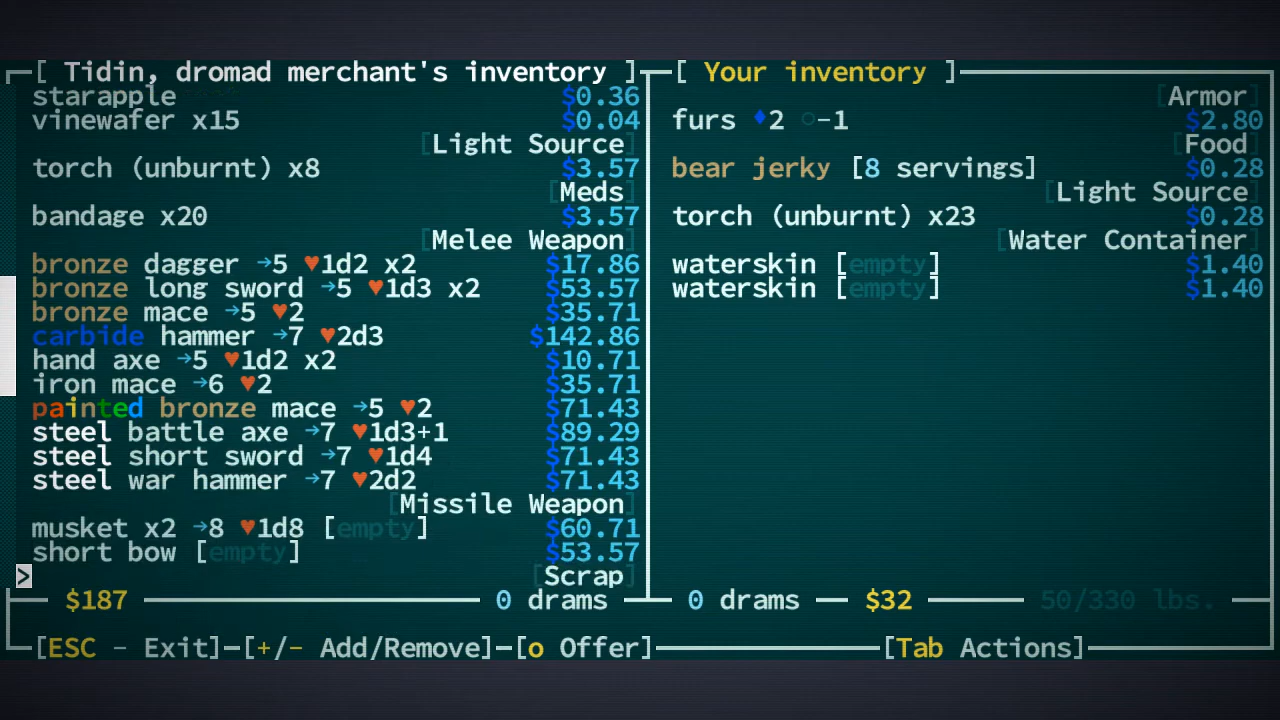 [ Tidin, dromad merchant's inventory ]
starapple $0.36
vinewafer x15 $0.04
[Light Source]
torch (unburnt) x8 $3.57
[Meds]
bandage x20 $3.57
[Melee Weapon]
bronze dagger →5 ♥1d2 x2 $17.86
bronze long sword →5 ♥1d3 x2 $53.57
bronze mace →5 ♥2 $35.71
carbide hammer →7 ♥2d3 $142.86
hand axe →5 ♥1d2 x2 $10.71
iron mace →6 ♥2 $35.71
painted bronze mace →5 ♥2 $71.43
steel battle axe →7 ♥1d3+1 $89.29
steel short sword →7 ♥1d4 $71.43
steel war hammer →7 ♥2d2 $71.43
[Missile Weapon]
musket x2 →8 ♥1d8 [empty] $60.71
short bow [empty] $53.57
> [Scrap]
$187 0 drams
[ Your inventory ]
[Armor]
furs ♦2 ○-1 $2.80
[Food]
bear jerky [8 servings] $0.28
[Light Source]
torch (unburnt) x23 $0.28
[Water Container]
waterskin [empty] $1.40
waterskin [empty] $1.40
0 drams $32 50/330 lbs.
[ESC - Exit] [+/- Add/Remove] [o Offer] [Tab Actions]